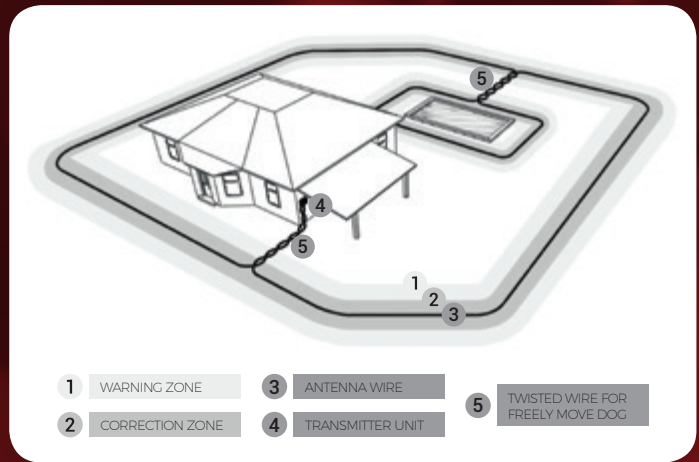 5
4
5
1
2
3
1 WARNING ZONE
2 CORRECTION ZONE
3 ANTENNA WIRE
4 TRANSMITTER UNIT
5 TWISTED WIRE FOR
FREELY MOVE DOG